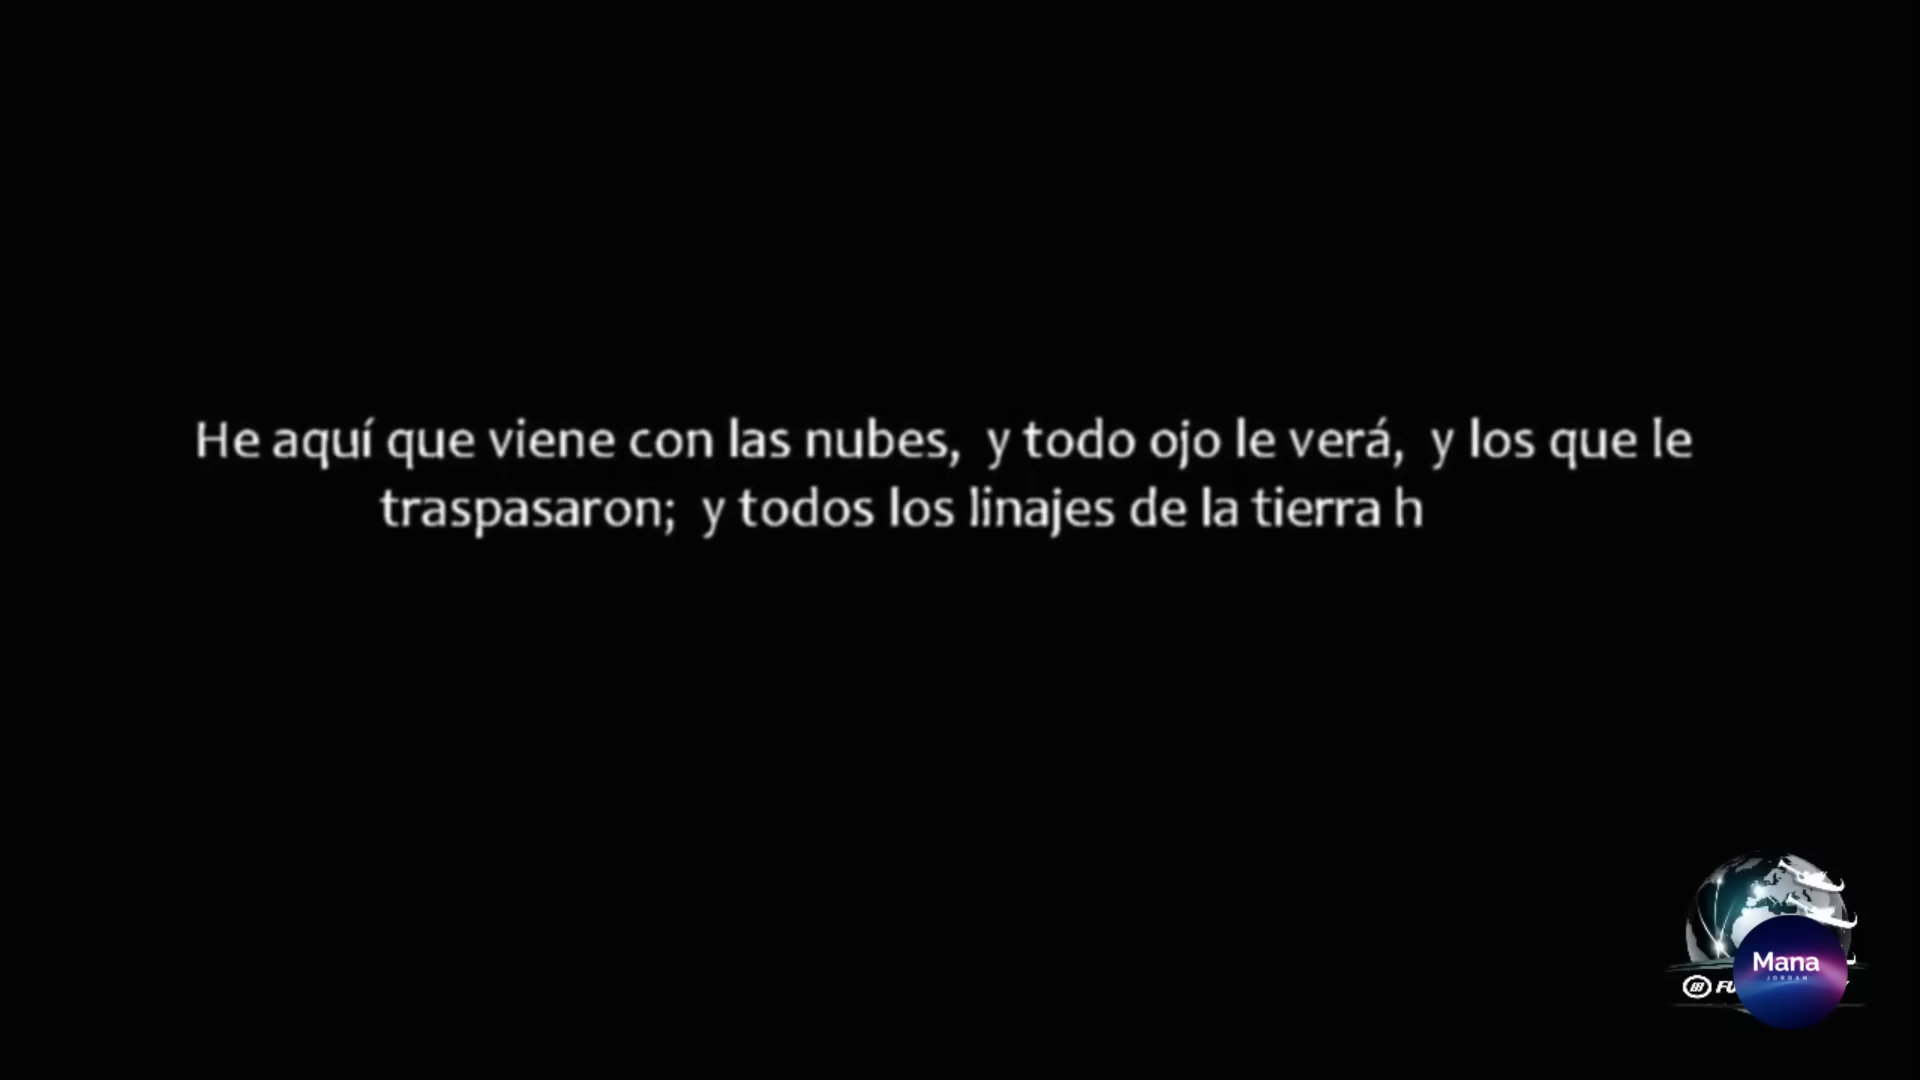 He aquí que viene con las nubes, y todo ojo le verá, y los que le
traspasaron; y todos los linajes de la tierra h
Mana
JORDAN